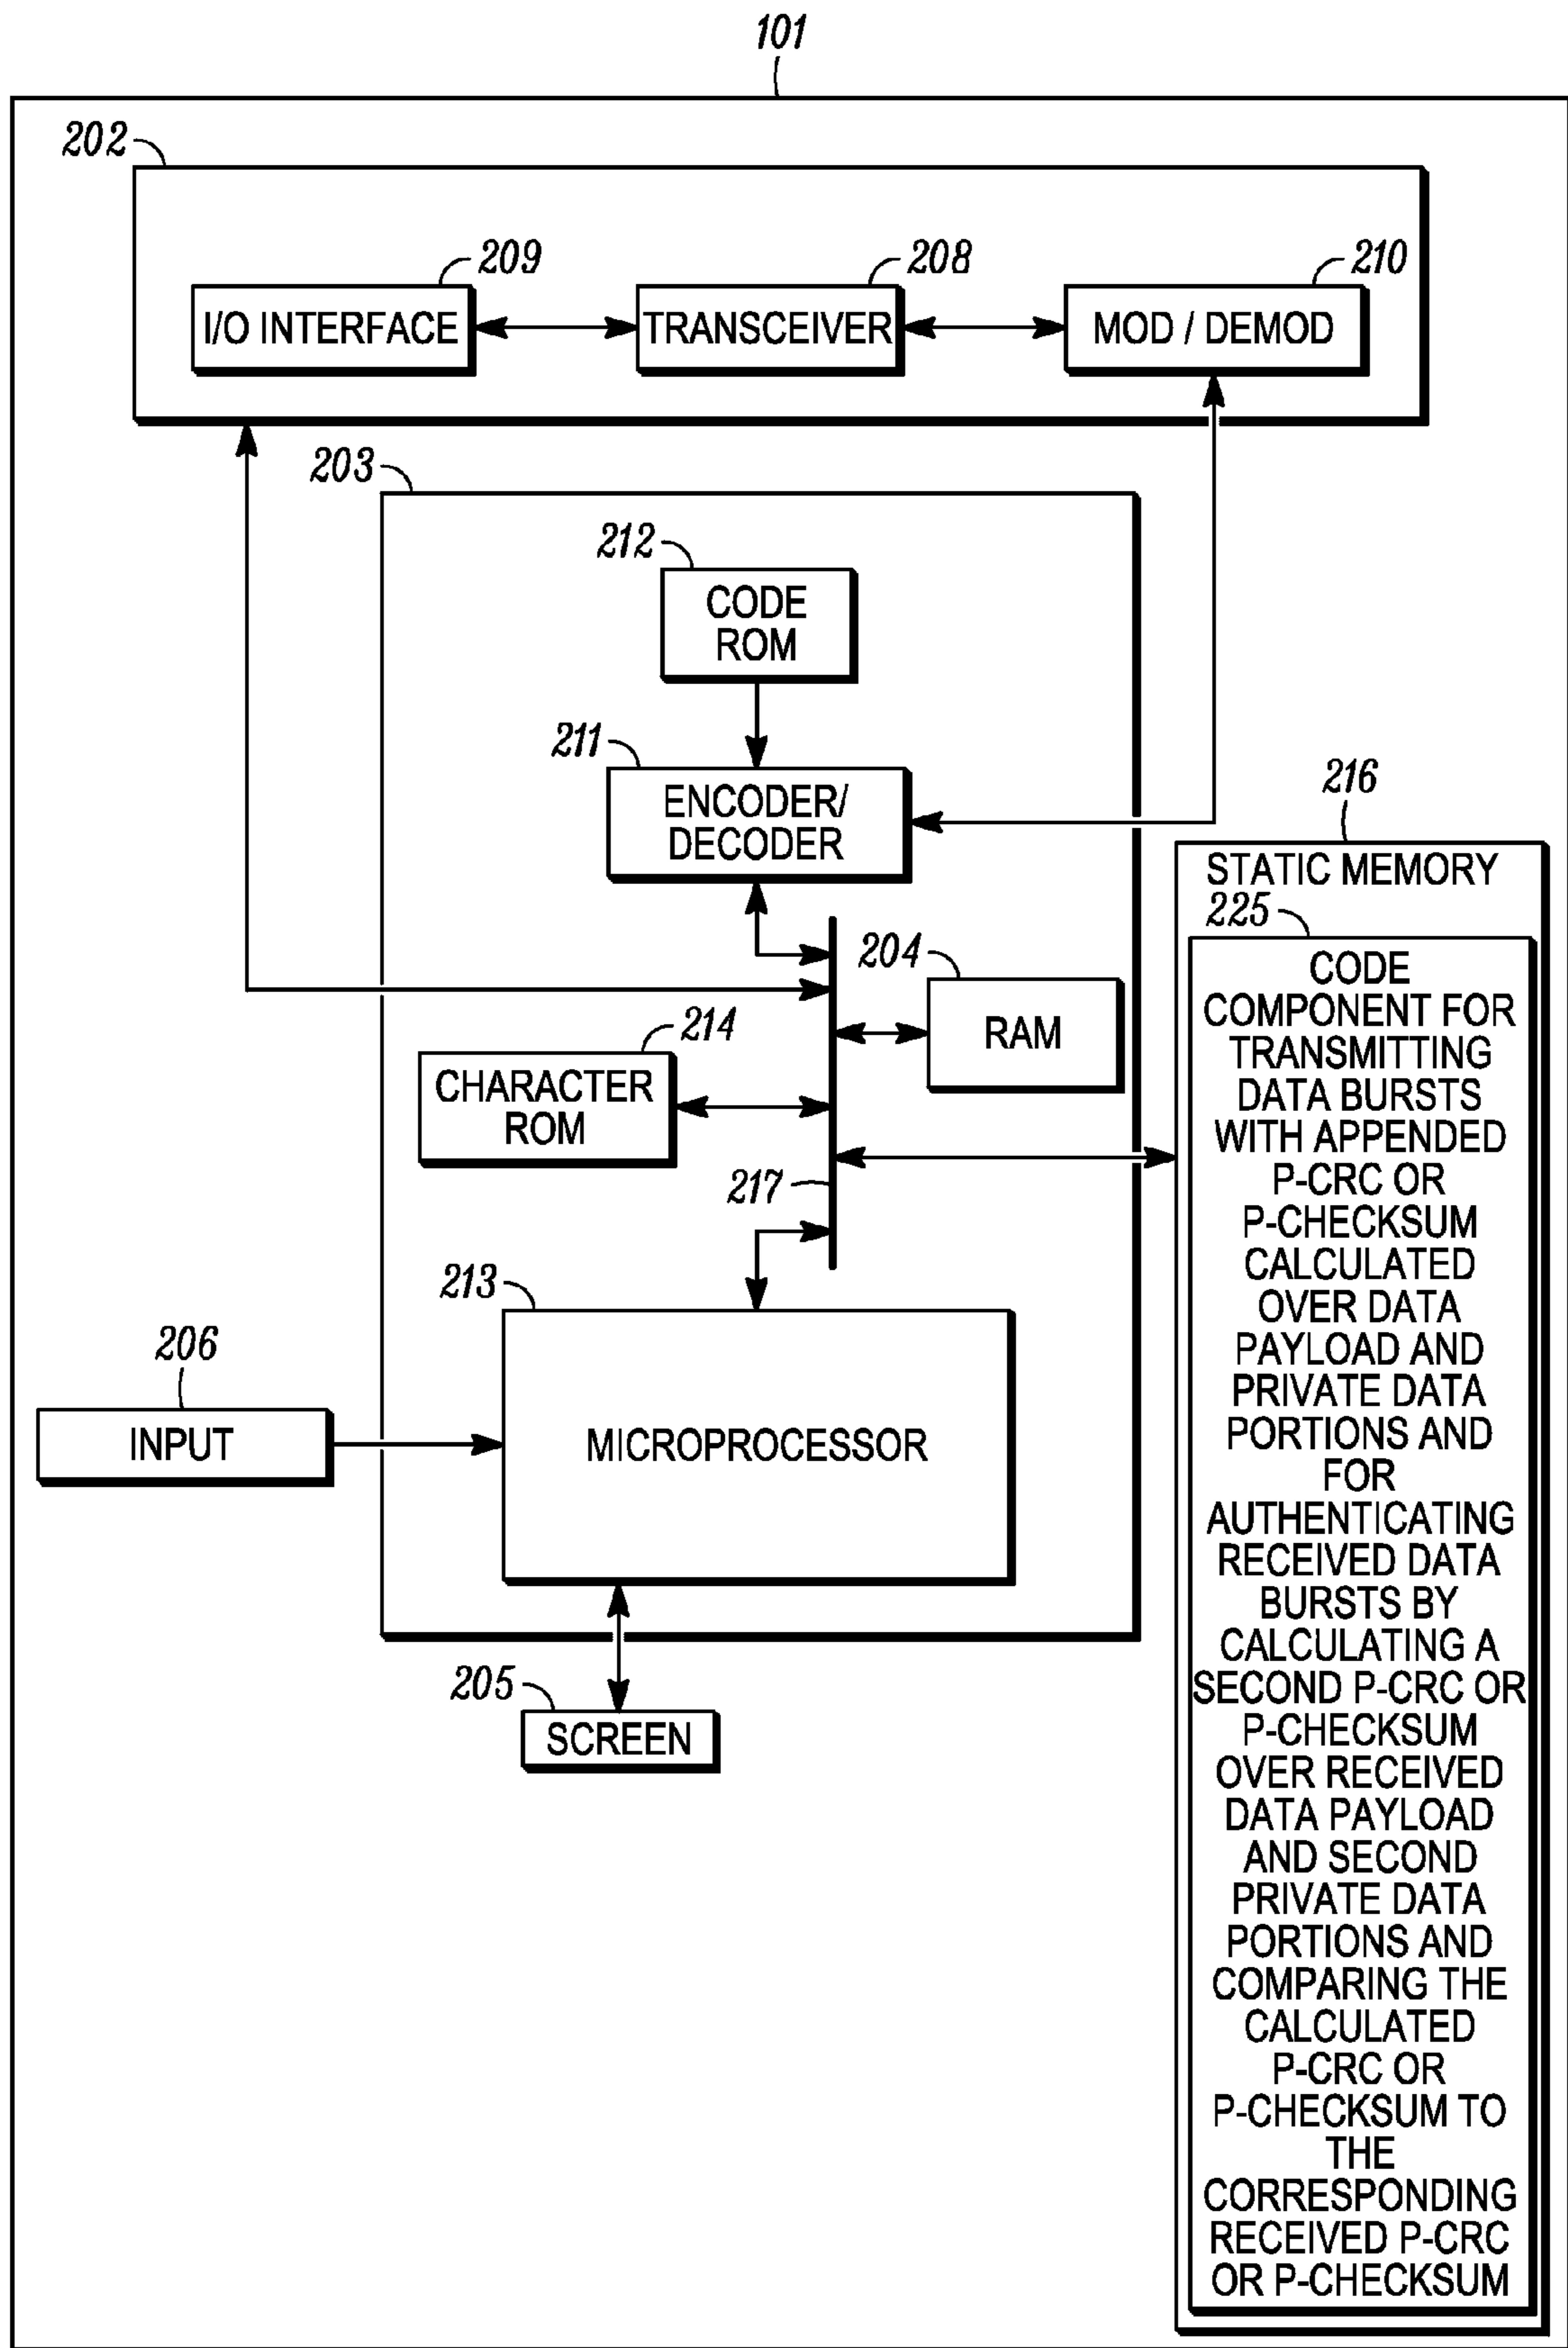 101
202
209
208
210
I/O INTERFACE
TRANSCEIVER
MOD / DEMOD
203
212
CODE
ROM
211
ENCODER/
DECODER
216
STATIC MEMORY
225
204
RAM
214
CHARACTER
ROM
217
213
MICROPROCESSOR
206
INPUT
205
SCREEN
CODE
COMPONENT FOR
TRANSMITTING
DATA BURSTS
WITH APPENDED
P-CRC OR
P-CHECKSUM
CALCULATED
OVER DATA
PAYLOAD AND
PRIVATE DATA
PORTIONS AND
FOR
AUTHENTICATING
RECEIVED DATA
BURSTS BY
CALCULATING A
SECOND P-CRC OR
P-CHECKSUM
OVER RECEIVED
DATA PAYLOAD
AND SECOND
PRIVATE DATA
PORTIONS AND
COMPARING THE
CALCULATED
P-CRC OR
P-CHECKSUM TO
THE
CORRESPONDING
RECEIVED P-CRC
OR P-CHECKSUM